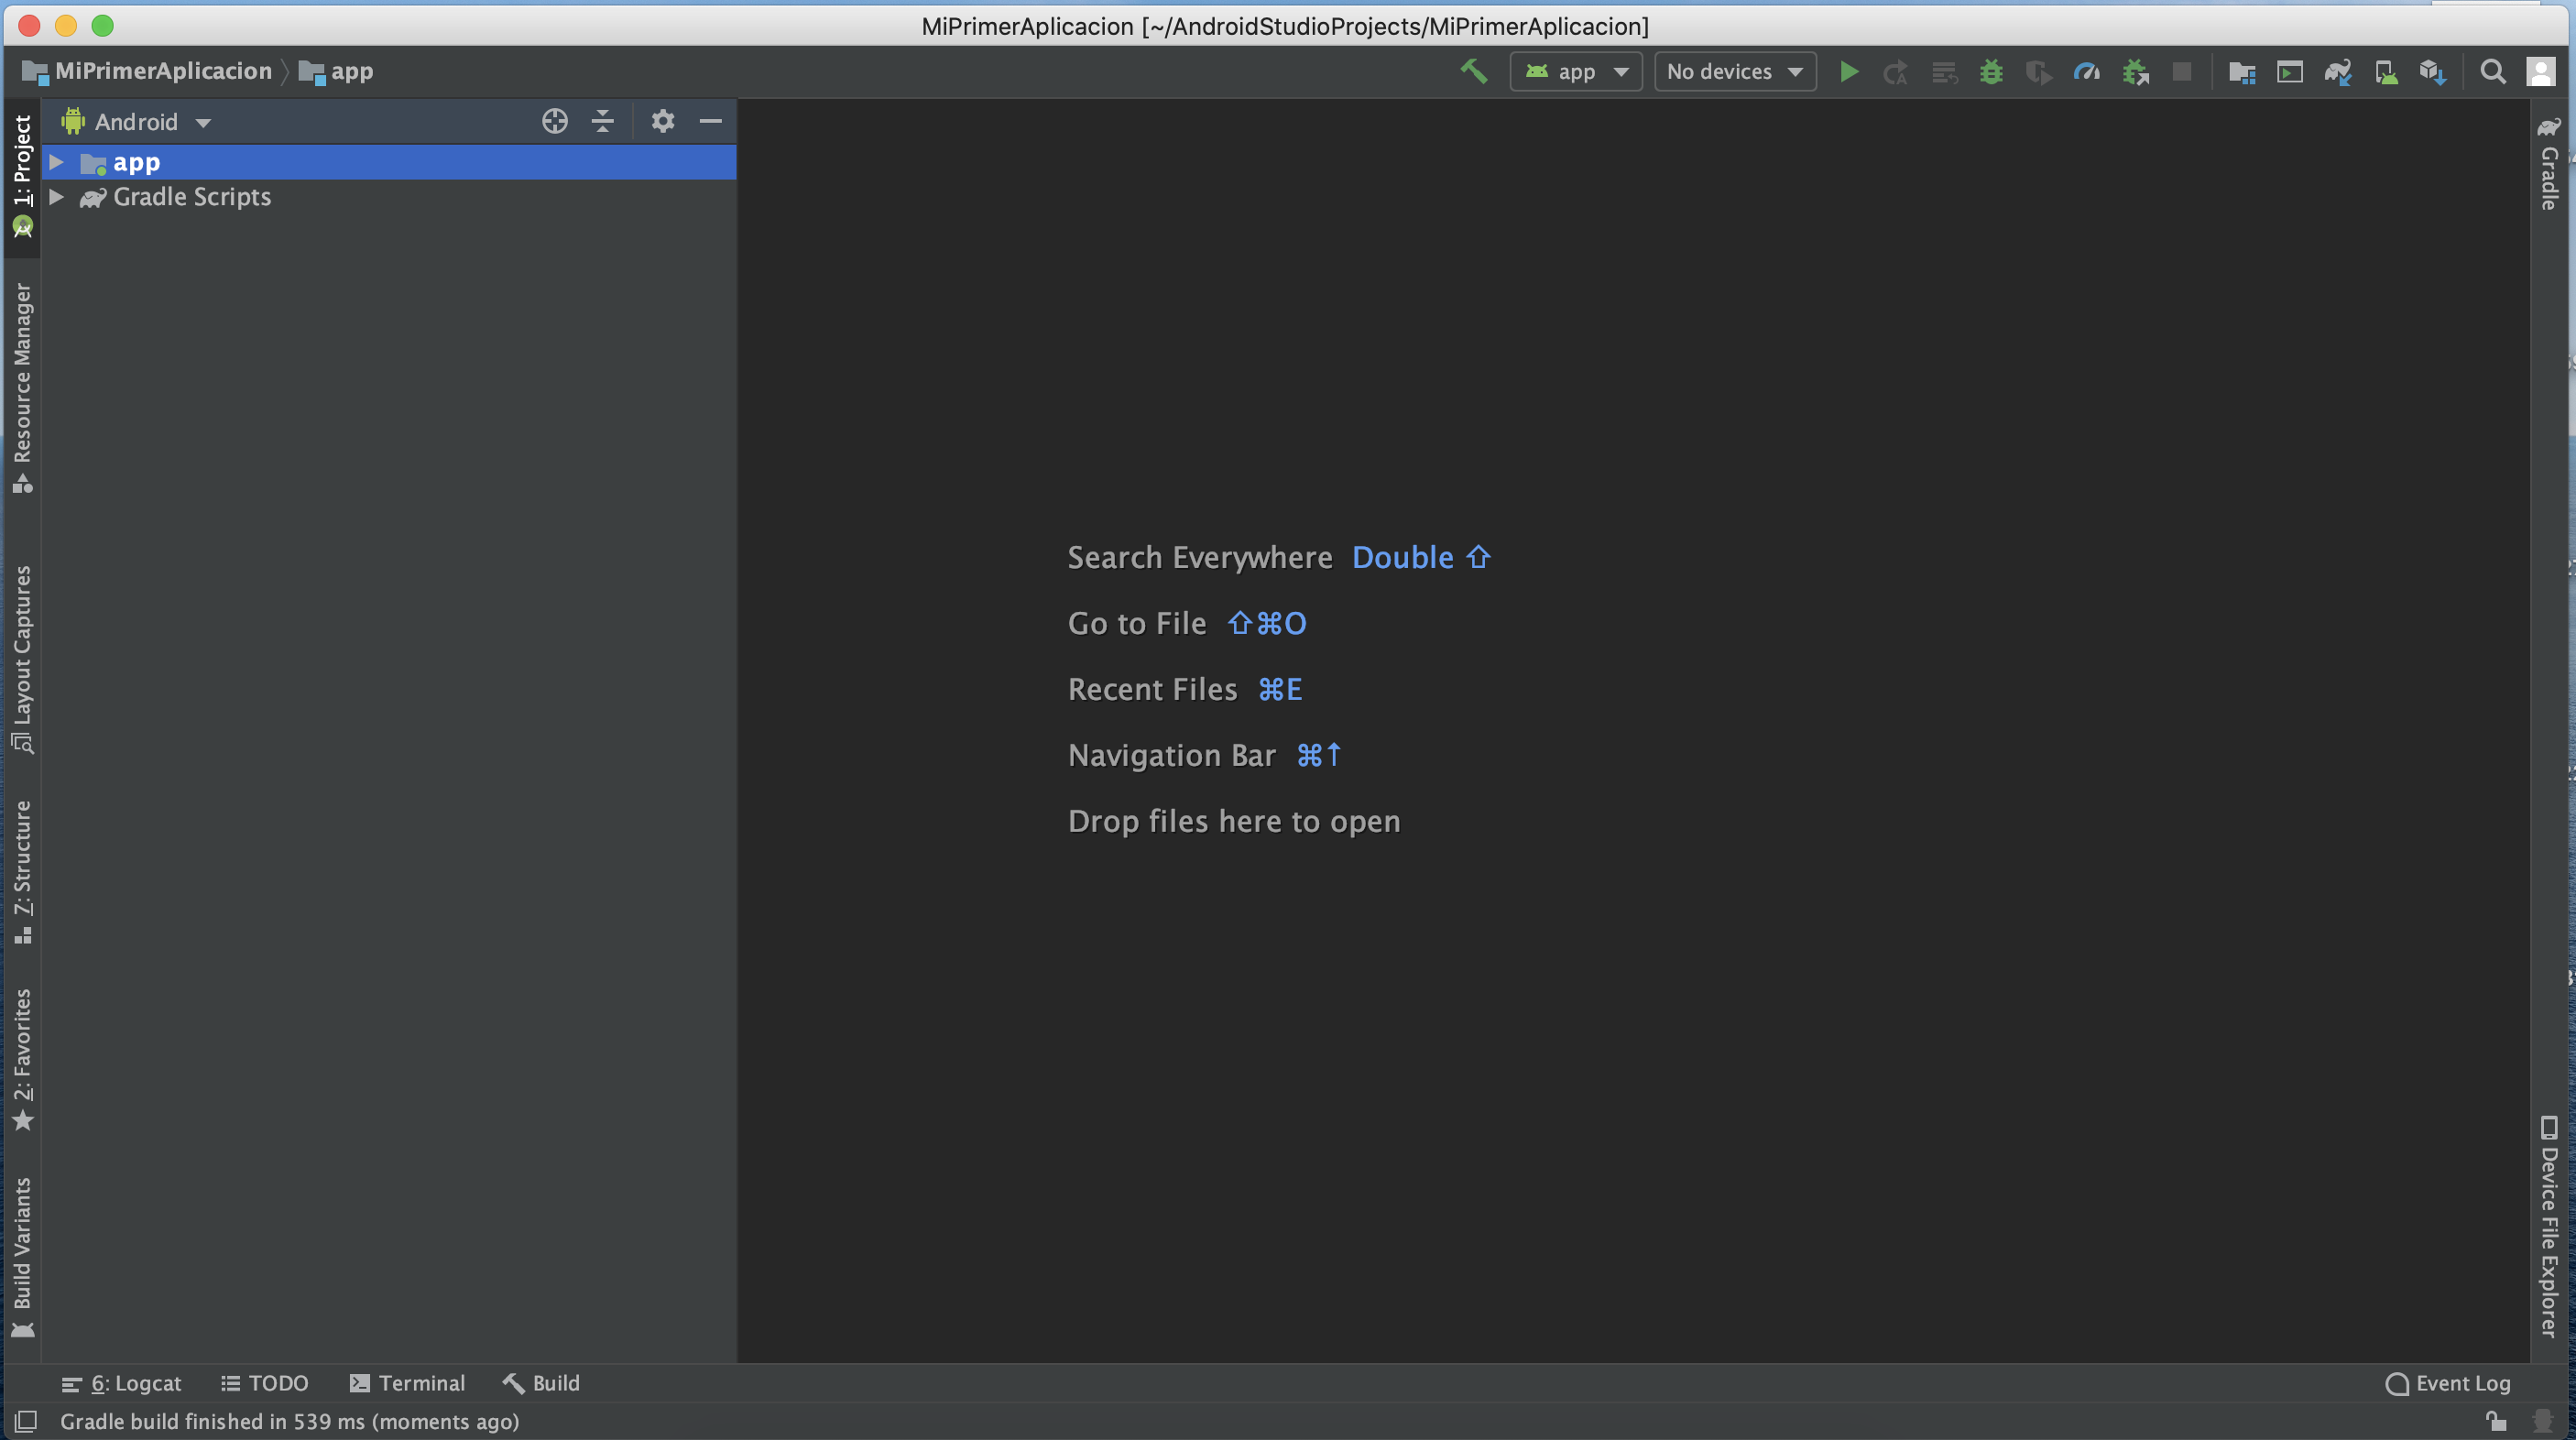 MiPrimerAplicacion [~/AndroidStudioProjects/MiPrimerAplicacion]
MiPrimerAplicacion
app
app
No devices
Android
app
Gradle Scripts
1: Project
Resource Manager
Layout Captures
7: Structure
2: Favorites
Build Variants
Search Everywhere Double ⇧
Go to File ⇧⌘O
Recent Files ⌘E
Navigation Bar ⌘↑
Drop files here to open
Gradle
Device File Explorer
6: Logcat
TODO
Terminal
Build
Event Log
Gradle build finished in 539 ms (moments ago)